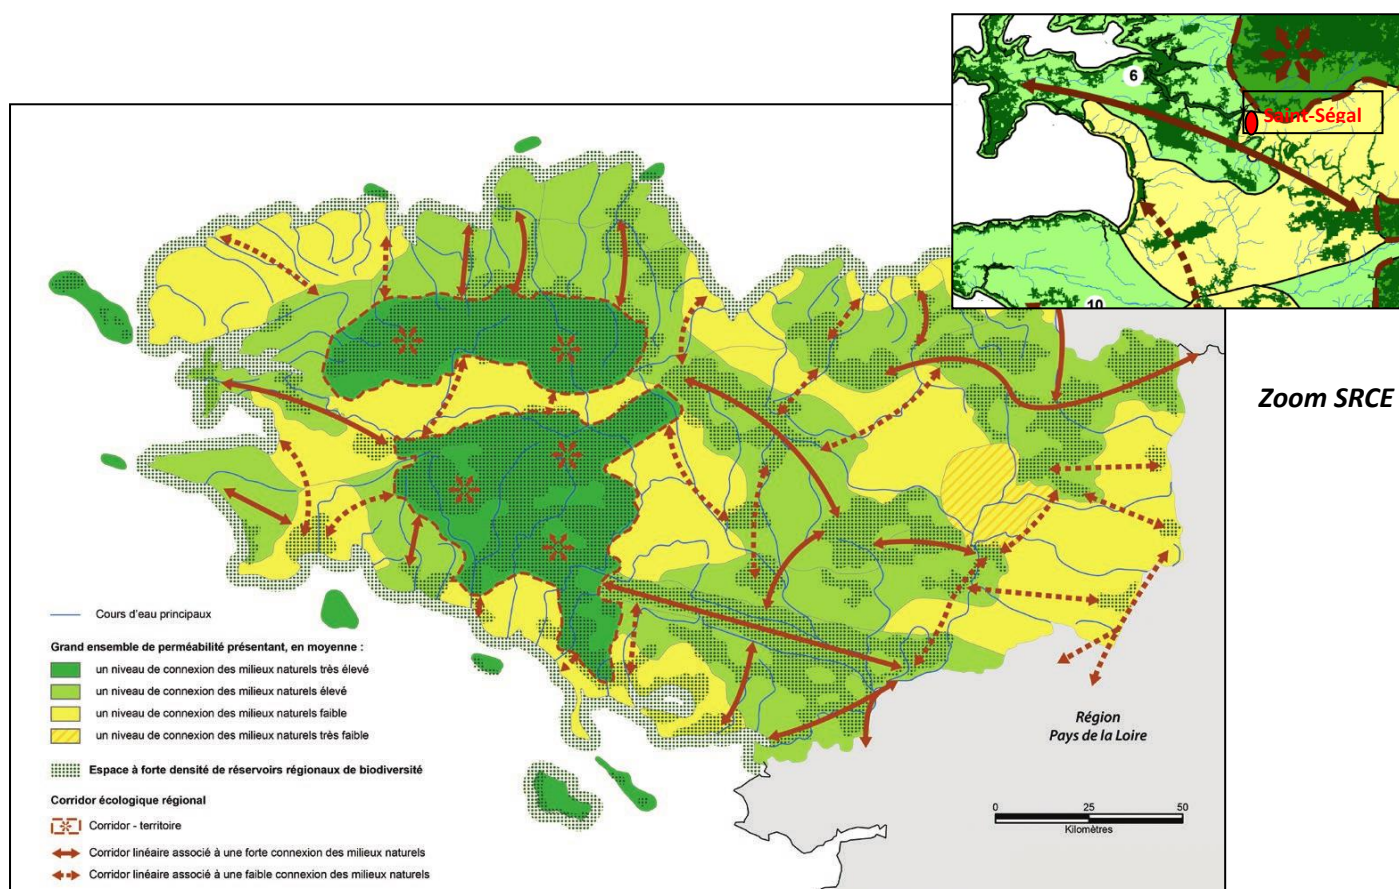 6
Saint-Ségal
10
Zoom SRCE
Cours d'eau principaux
Grand ensemble de perméabilité présentant, en moyenne :
un niveau de connexion des milieux naturels très élevé
un niveau de connexion des milieux naturels élevé
un niveau de connexion des milieux naturels faible
un niveau de connexion des milieux naturels très faible
Espace à forte densité de réservoirs régionaux de biodiversité
Corridor écologique régional
Corridor - territoire
Corridor linéaire associé à une forte connexion des milieux naturels
Corridor linéaire associé à une faible connexion des milieux naturels
Région
Pays de la Loire
0 25 50
Kilomètres